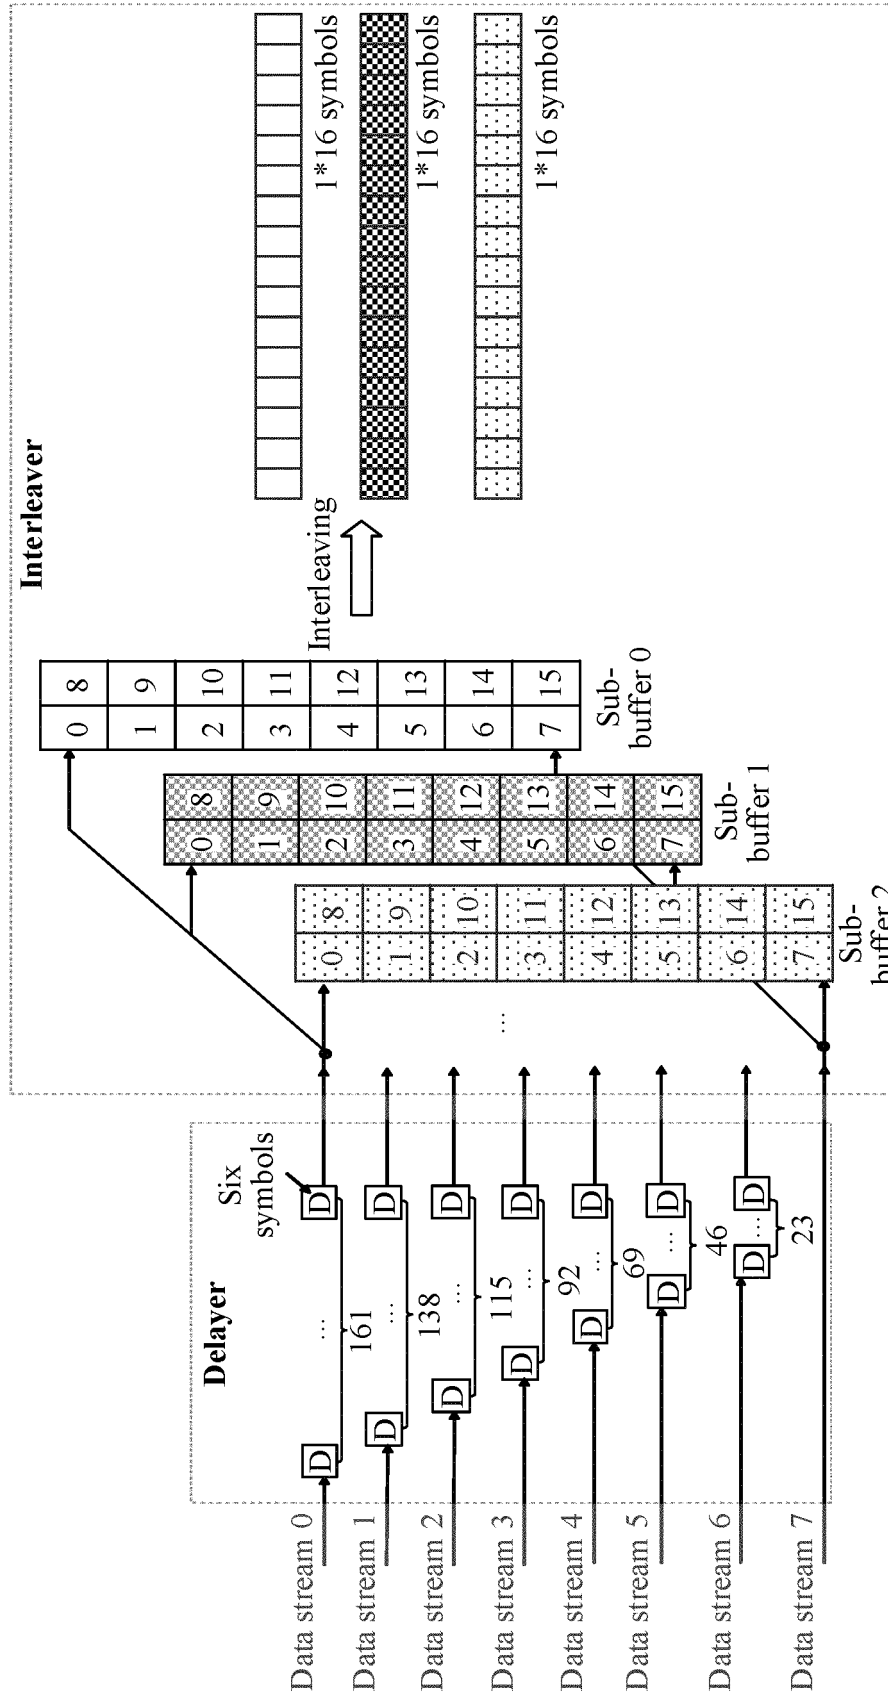 Data stream 0
Data stream 1
Data stream 2
Data stream 3
Data stream 4
Data stream 5
Data stream 6
Data stream 7
Delayer
Six
symbols
D
...
D
161
D
...
D
138
D
...
D
115
D
...
D
92
D
...
D
69
D
...
D
46
D
...
D
23
Interleaver
...
0 8
1 9
2 10
3 11
4 12
5 13
6 14
7 15
Sub-
buffer 2
0 8
1 9
2 10
3 11
4 12
5 13
6 14
7 15
Sub-
buffer 1
0 8
1 9
2 10
3 11
4 12
5 13
6 14
7 15
Sub-
buffer 0
Interleaving
1*16 symbols
1*16 symbols
1*16 symbols